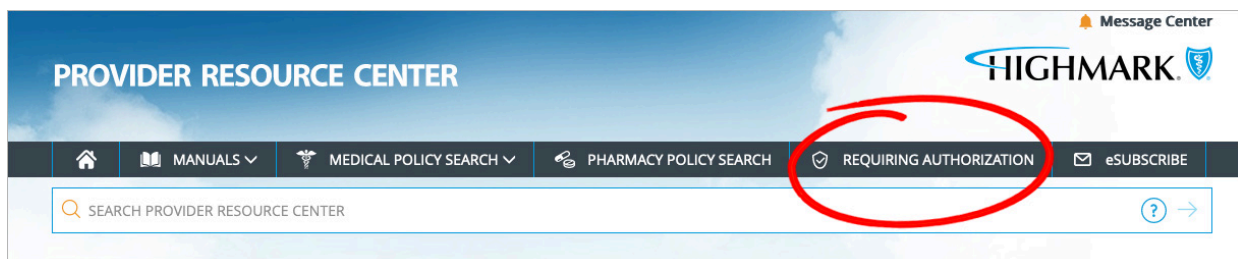 Message Center
PROVIDER RESOURCE CENTER
HIGHMARK.
MANUALS MEDICAL POLICY SEARCH PHARMACY POLICY SEARCH REQUIRING AUTHORIZATION eSUBSCRIBE
SEARCH PROVIDER RESOURCE CENTER ?